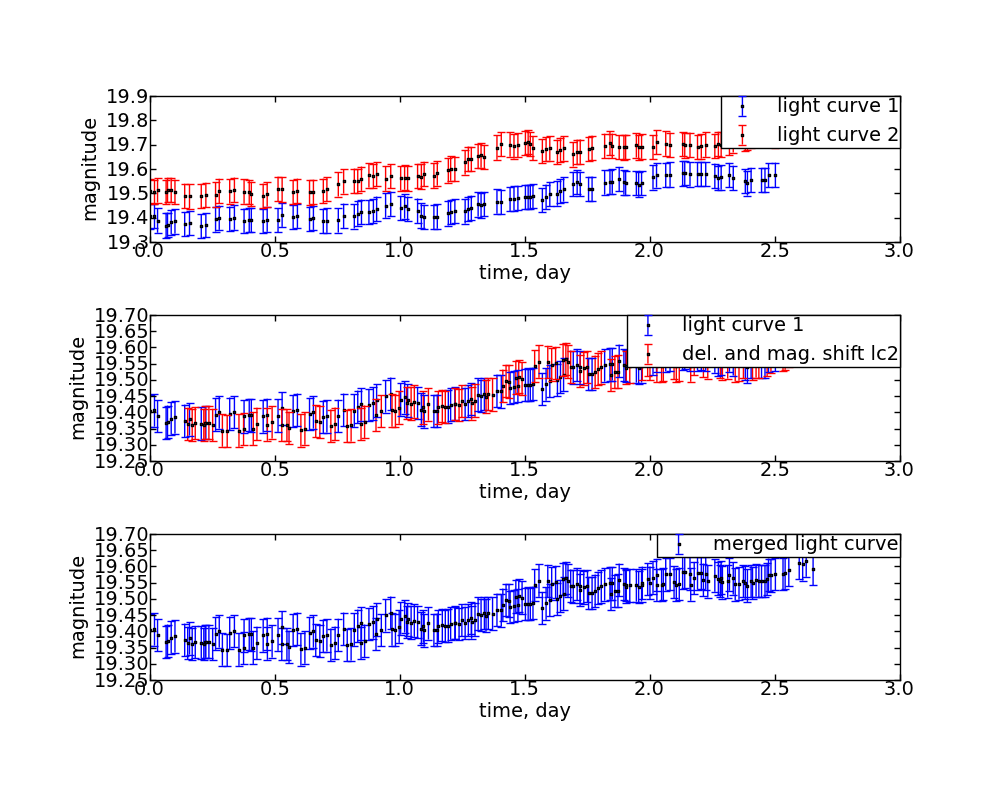 19.9
19.8
19.7
19.6
19.5
19.4
19.3
magnitude
light curve 1
light curve 2
0.0 0.5 1.0 1.5 2.0 2.5 3.0
time, day
19.70
19.65
19.60
19.55
19.50
19.45
19.40
19.35
19.30
19.25
magnitude
light curve 1
del. and mag. shift lc2
0.0 0.5 1.0 1.5 2.0 2.5 3.0
time, day
19.70
19.65
19.60
19.55
19.50
19.45
19.40
19.35
19.30
19.25
magnitude
merged light curve
0.0 0.5 1.0 1.5 2.0 2.5 3.0
time, day